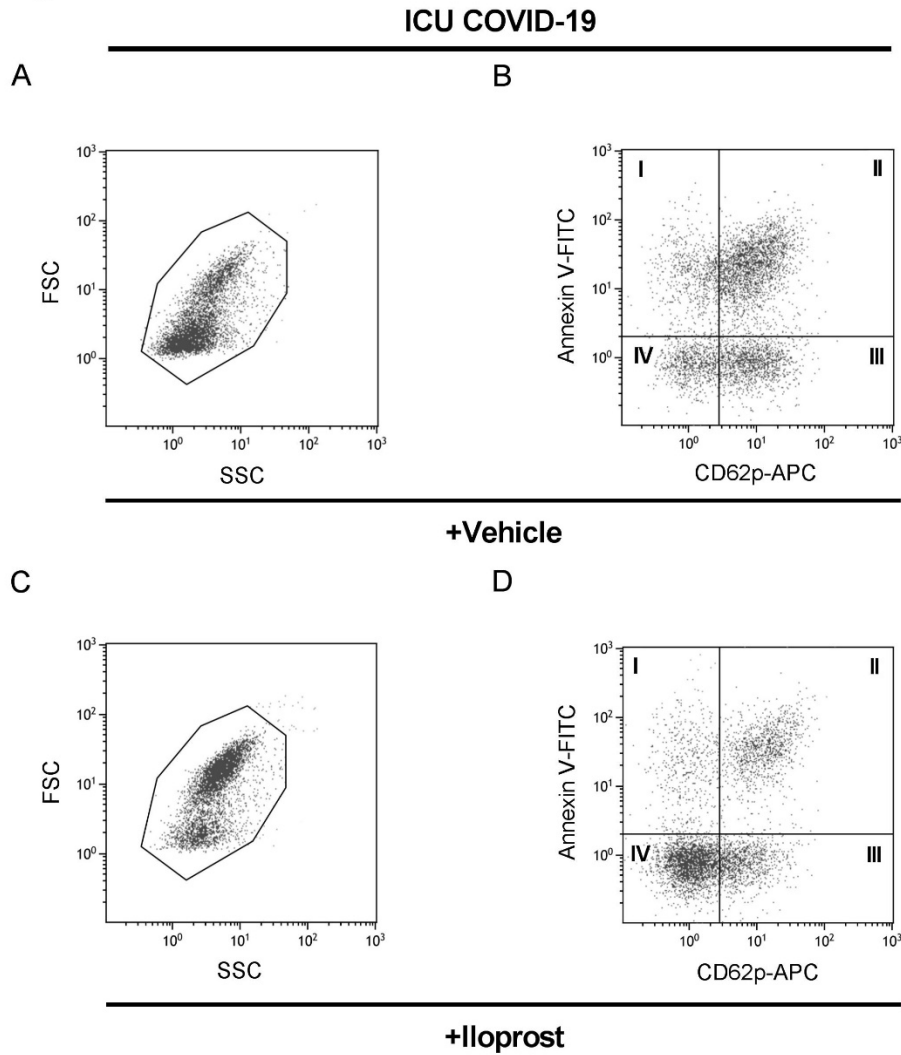 ICU COVID-19
A
B
10³
10²
10¹
10⁰
FSC
10⁰ 10¹ 10² 10³
SSC
10³
10²
10¹
10⁰
Annexin V-FITC
I
II
IV
III
10⁰ 10¹ 10² 10³
CD62p-APC
+Vehicle
C
D
10³
10²
10¹
10⁰
FSC
10⁰ 10¹ 10² 10³
SSC
10³
10²
10¹
10⁰
Annexin V-FITC
I
II
IV
III
10⁰ 10¹ 10² 10³
CD62p-APC
+Iloprost